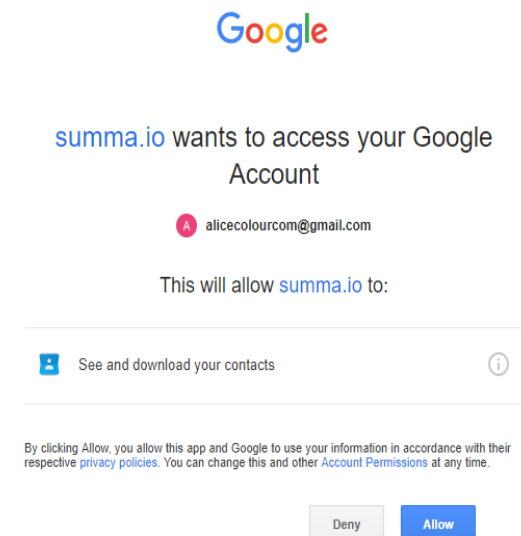 Google
summa.io wants to access your Google
Account
A alicecolourcom@gmail.com
This will allow summa.io to:
See and download your contacts
By clicking Allow, you allow this app and Google to use your information in accordance with their
respective privacy policies. You can change this and other Account Permissions at any time.
Deny Allow